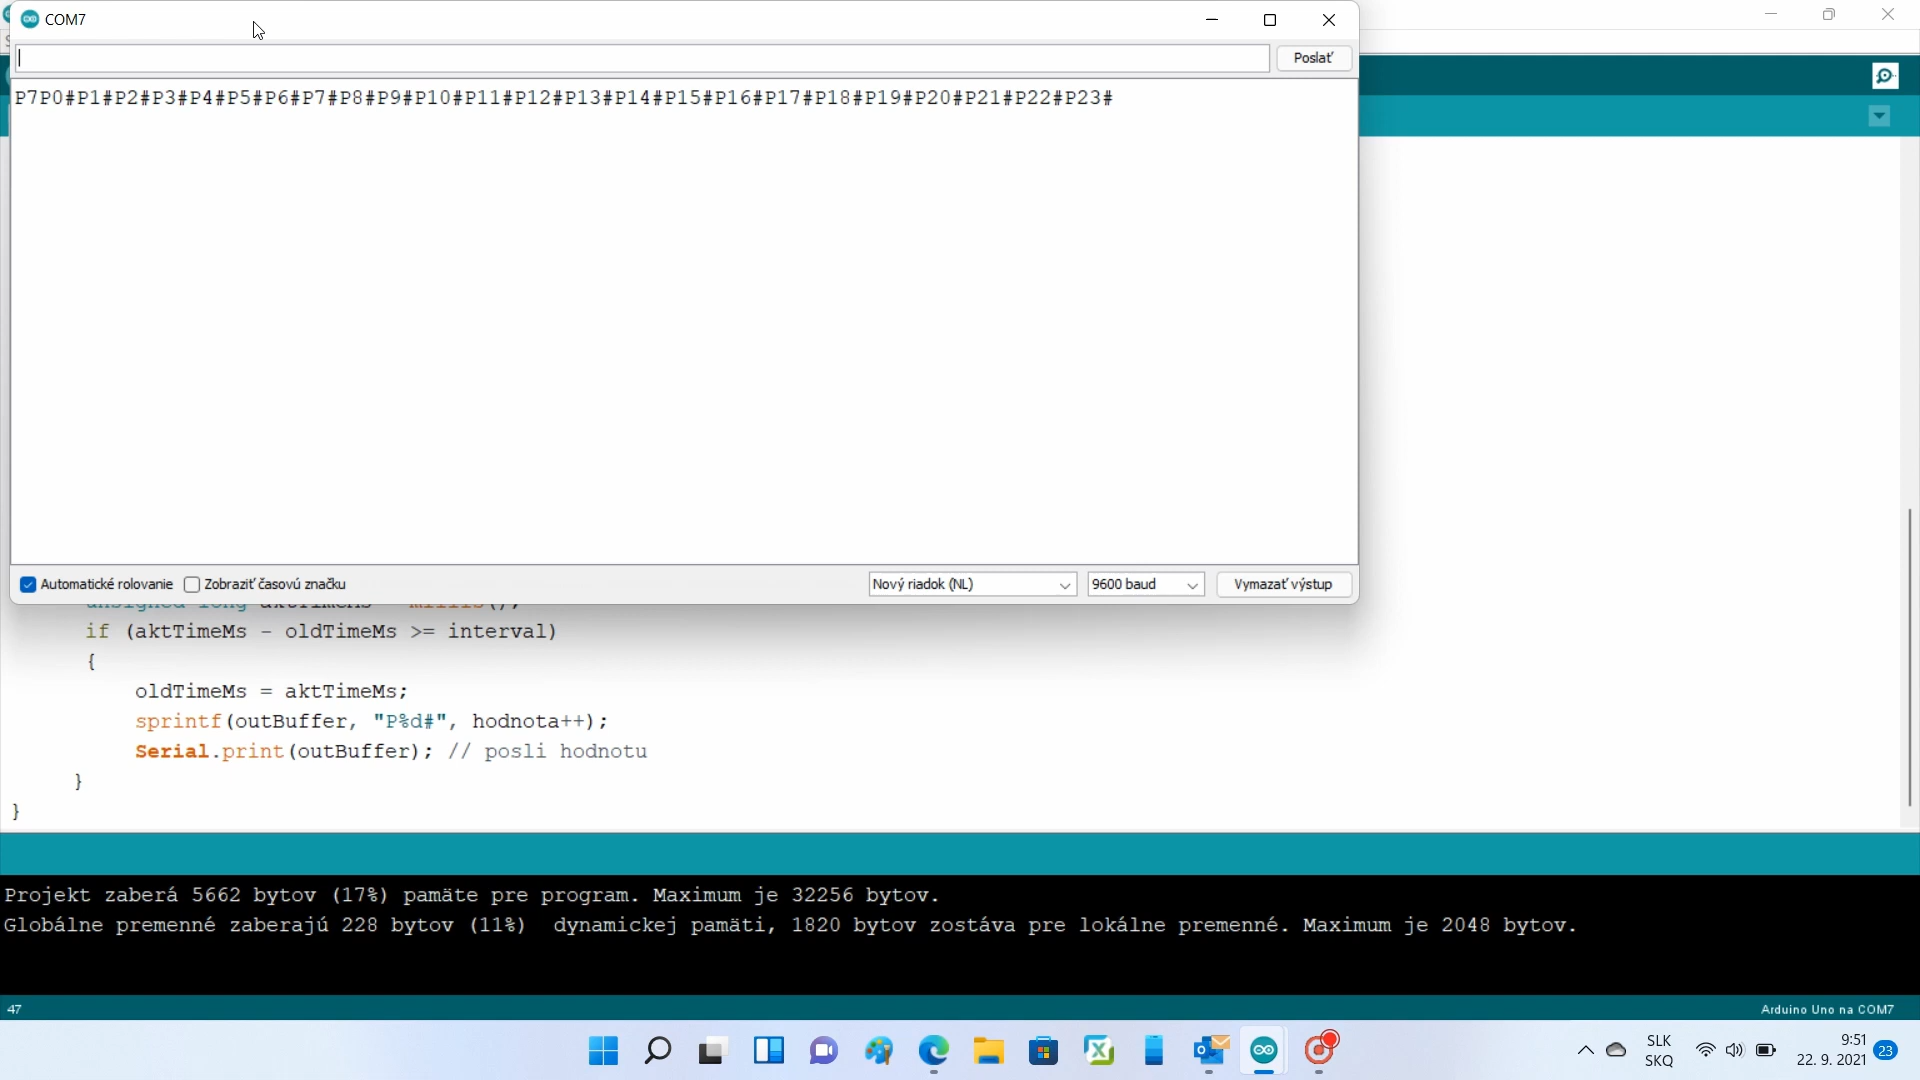 COM7
Poslať
P7P0#P1#P2#P3#P4#P5#P6#P7#P8#P9#P10#P11#P12#P13#P14#P15#P16#P17#P18#P19#P20#P21#P22#P23#
Automatické rolovanie Zobraziť časovú značku Nový riadok (NL) 9600 baud Vymazať výstup
if (aktTimeMs - oldTimeMs >= interval)
{
oldTimeMs = aktTimeMs;
sprintf(outBuffer, "P%d#", hodnota++);
Serial.print(outBuffer); // posli hodnotu
}
}
Projekt zaberá 5662 bytov (17%) pamäte pre program. Maximum je 32256 bytov.
Globálne premenné zaberajú 228 bytov (11%)  dynamickej pamäti, 1820 bytov zostáva pre lokálne premenné. Maximum je 2048 bytov.
47 Arduino Uno na COM7
SLK
SKQ
9:51
22. 9. 2021
23